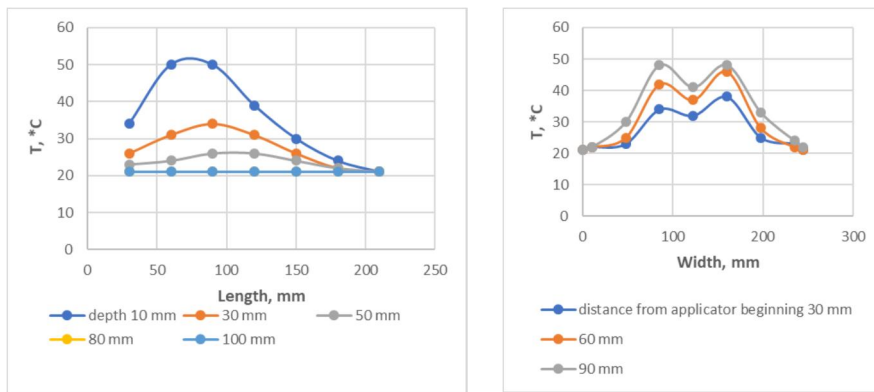 60
50
40
30
20
10
0
T, *C
0 50 100 150 200 250
Length, mm
depth 10 mm 30 mm 50 mm
80 mm 100 mm
60
50
40
30
20
10
0
T, *C
0 100 200 300
Width, mm
distance from applicator beginning 30 mm
60 mm
90 mm